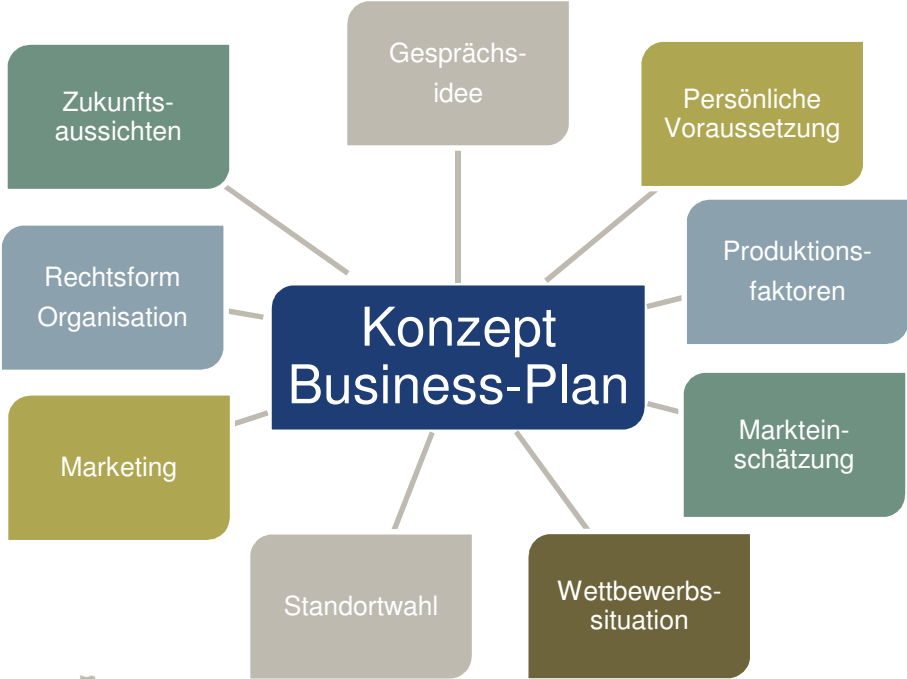 Gesprächs-
idee
Zukunfts-
aussichten
Persönliche
Voraussetzung
Rechtsform
Organisation
Produktions-
faktoren
Konzept
Business-Plan
Marketing
Marktein-
schätzung
Standortwahl
Wettbewerbs-
situation